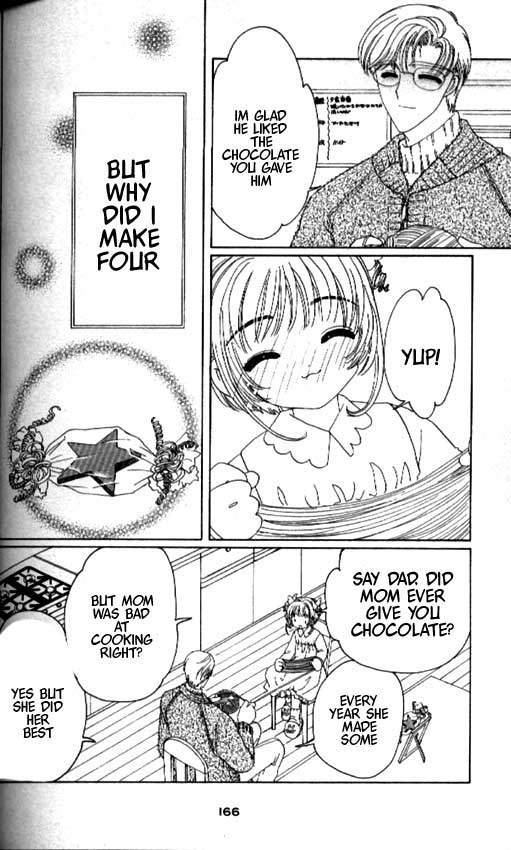 IM GLAD
HE LIKED
THE
CHOCOLATE
YOU GAVE
HIM
BUT
WHY
DID I
MAKE
FOUR
YUP!
SAY DAD. DID
MOM EVER
GIVE YOU
CHOCOLATE?
EVERY
YEAR SHE
MADE
SOME
BUT MOM
WAS BAD
AT
COOKING
RIGHT?
YES BUT
SHE DID
HER
BEST
166